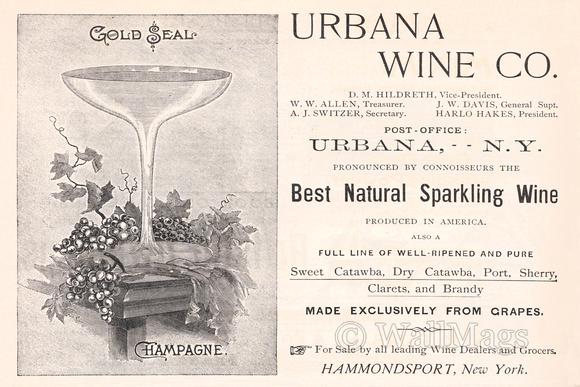 GOLD SEAL
CHAMPAGNE.
URBANA
WINE CO.
D. M. HILDRETH, Vice-President.
W. W. ALLEN, Treasurer. J. W. DAVIS, General Supt.
A. J. SWITZER, Secretary. HARLO HAKES, President.
POST-OFFICE:
URBANA, - - N.Y.
PRONOUNCED BY CONNOISSEURS THE
Best Natural Sparkling Wine
PRODUCED IN AMERICA.
ALSO A
FULL LINE OF WELL-RIPENED AND PURE
Sweet Catawba, Dry Catawba, Port, Sherry,
Clarets, and Brandy
MADE EXCLUSIVELY FROM GRAPES.
© WallMags
☞ For Sale by all leading Wine Dealers and Grocers.
HAMMONDSPORT, New York.